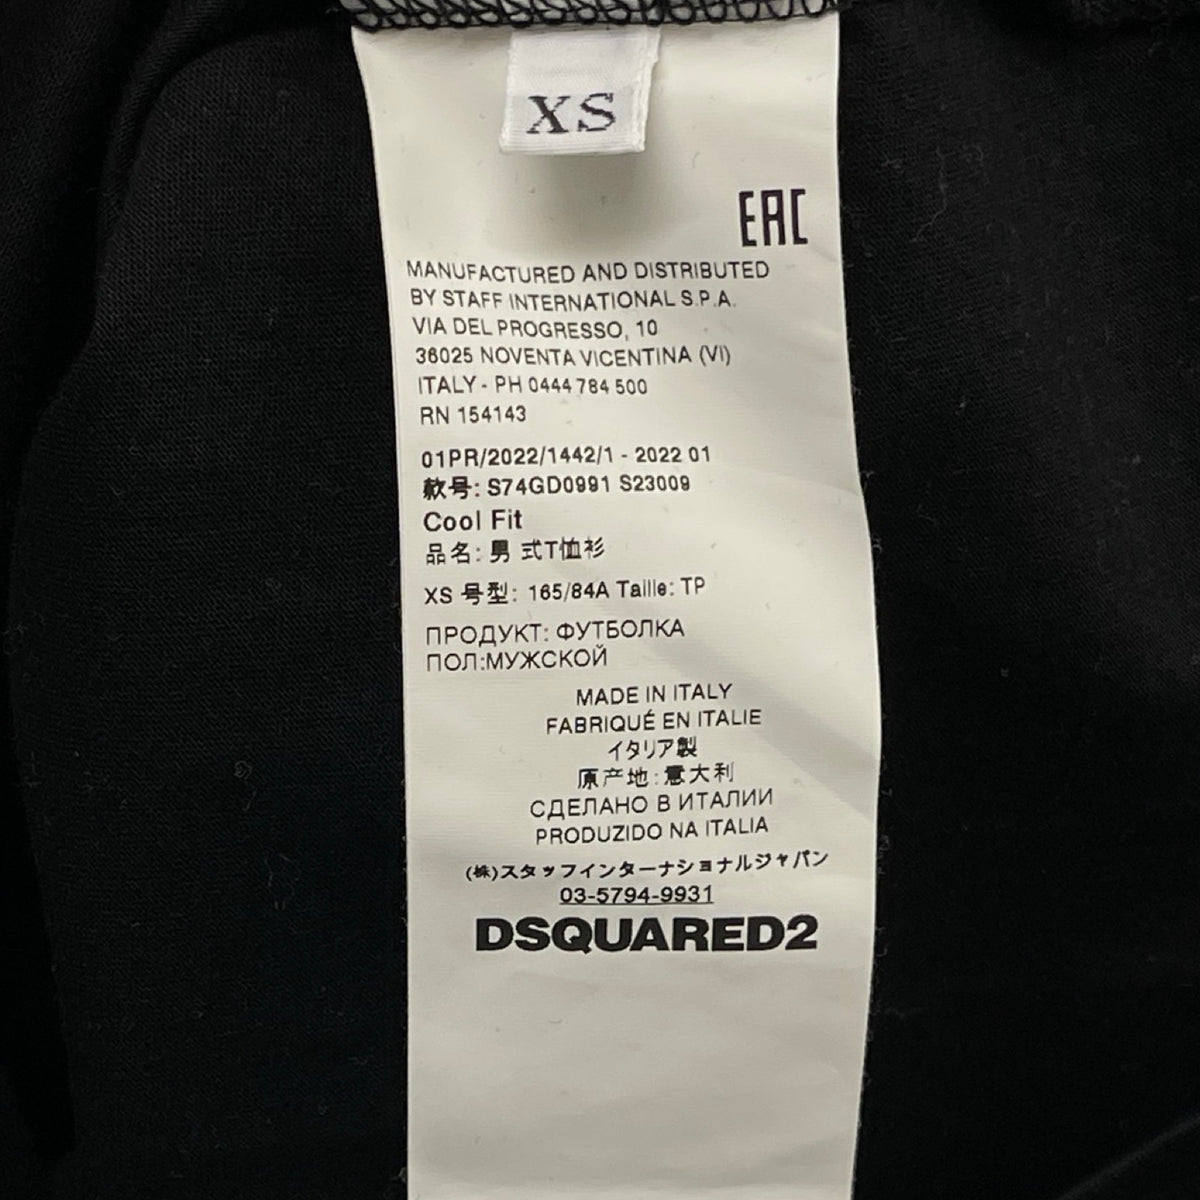 XS
EAC
MANUFACTURED AND DISTRIBUTED
BY STAFF INTERNATIONAL S.P.A.
VIA DEL PROGRESSO, 10
36025 NOVENTA VICENTINA (VI)
ITALY - PH 0444 784 500
RN 154143
01PR/2022/1442/1 - 2022 01
款号: S74GD0991 S23009
Cool Fit
品名: 男 式T恤衫
XS 号型: 165/84A Taille: TP
ПРОДУКТ: ФУТБОЛКА
ПОЛ:МУЖСКОЙ
MADE IN ITALY
FABRIQUÉ EN ITALIE
イタリア製
原产地:意大利
СДЕЛАНО В ИТАЛИИ
PRODUZIDO NA ITALIA
(株)スタッフインターナショナルジャパン
03-5794-9931
DSQUARED2